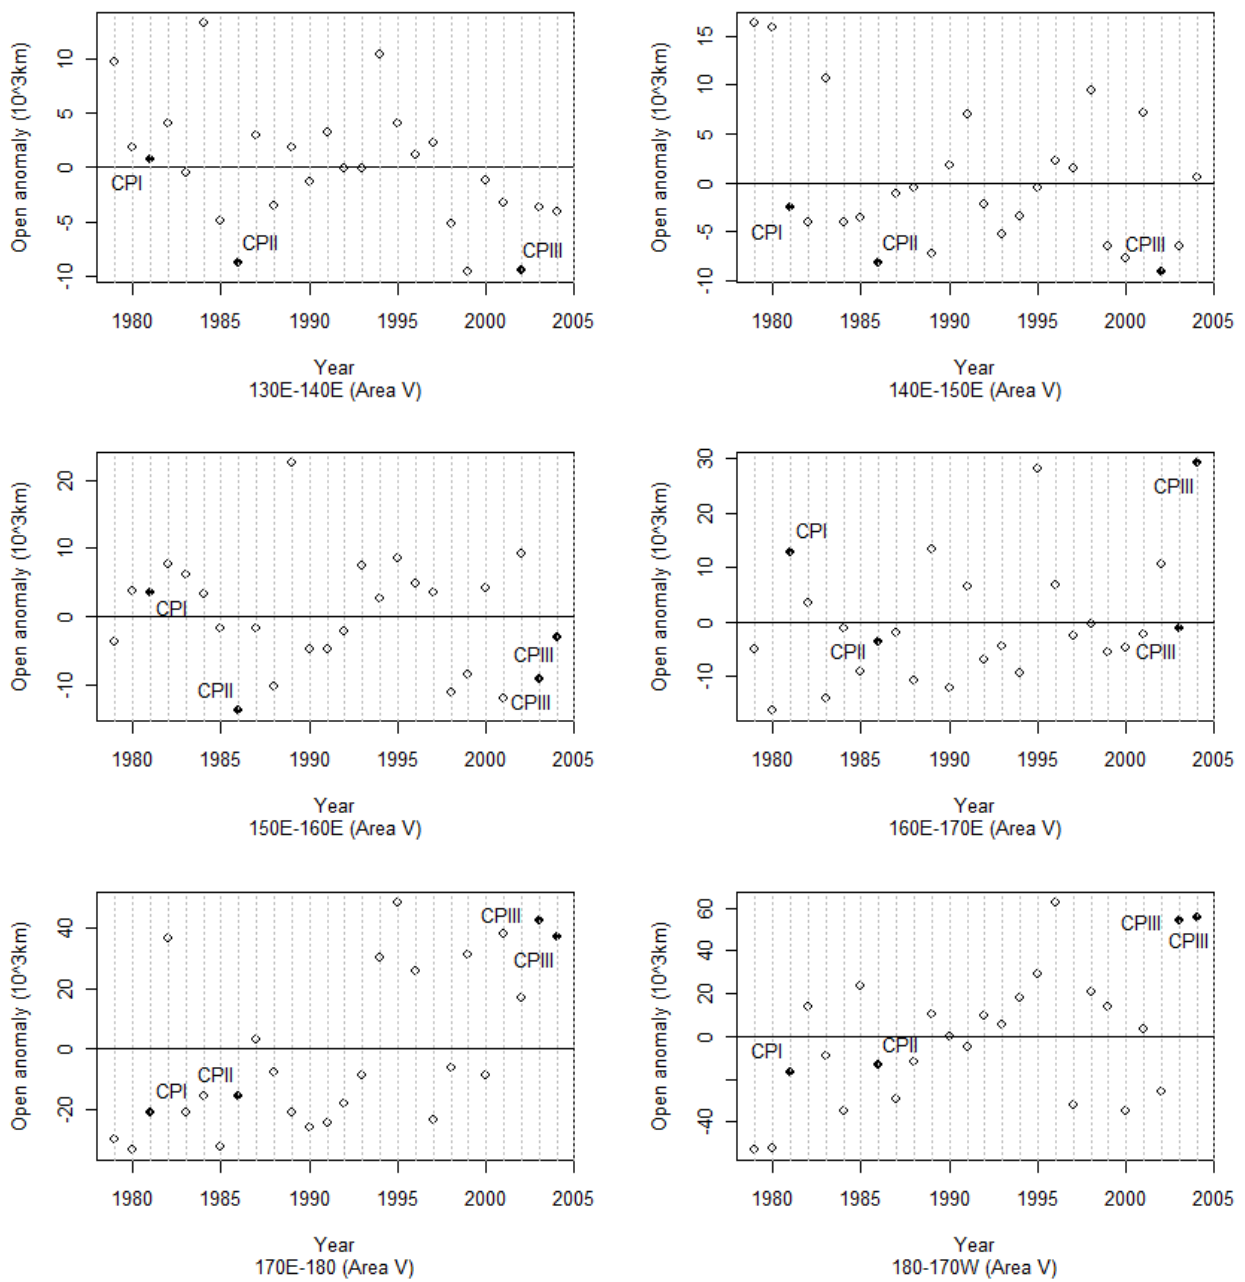 Open anomaly (10^3km)
10
5
0
-5
-10
CPI
CPII
CPIII
1980 1985 1990 1995 2000 2005
Year
130E-140E (Area V)
Open anomaly (10^3km)
15
10
5
0
-5
-10
CPI
CPII
CPIII
1980 1985 1990 1995 2000 2005
Year
140E-150E (Area V)
Open anomaly (10^3km)
20
10
0
-10
CPI
CPII
CPIII
CPIII
1980 1985 1990 1995 2000 2005
Year
150E-160E (Area V)
Open anomaly (10^3km)
30
20
10
0
-10
CPIII
CPI
CPII
CPIII
1980 1985 1990 1995 2000 2005
Year
160E-170E (Area V)
Open anomaly (10^3km)
40
20
0
-20
CPIII
CPIII
CPII
CPI
1980 1985 1990 1995 2000 2005
Year
170E-180 (Area V)
Open anomaly (10^3km)
60
40
20
0
-40
CPIII
CPIII
CPII
CPI
1980 1985 1990 1995 2000 2005
Year
180-170W (Area V)